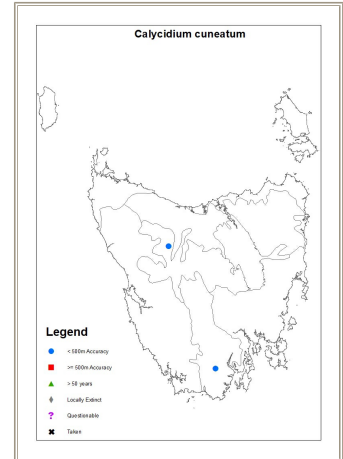 Calycidium cuneatum
Legend
< 500m Accuracy
>= 500m Accuracy
> 50 years
Locally Extinct
? Questionable
Taken